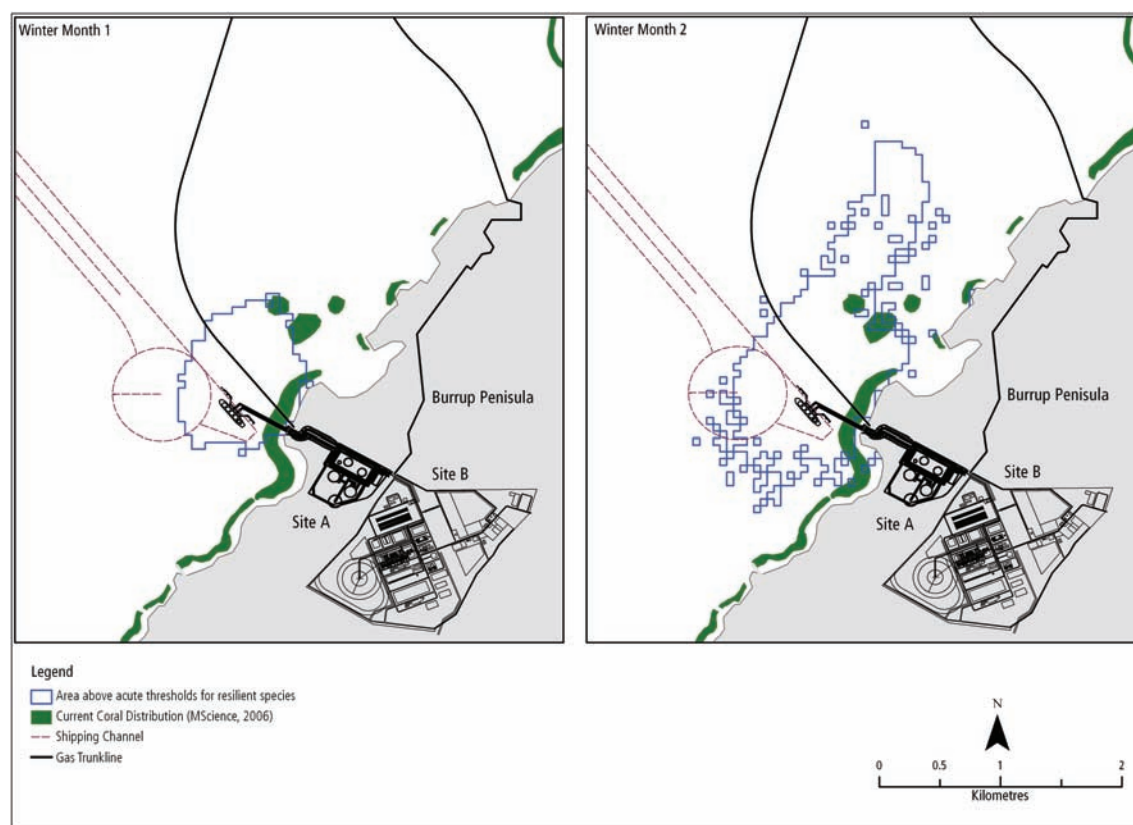 Winter Month 1
Burrup Penisula
Site B
Site A
Winter Month 2
Burrup Penisula
Site B
Site A
Legend
Area above acute thresholds for resilient species
Current Coral Distribution (MScience, 2006)
Shipping Channel
Gas Trunkline
N
0 0.5 1 2
Kilometres